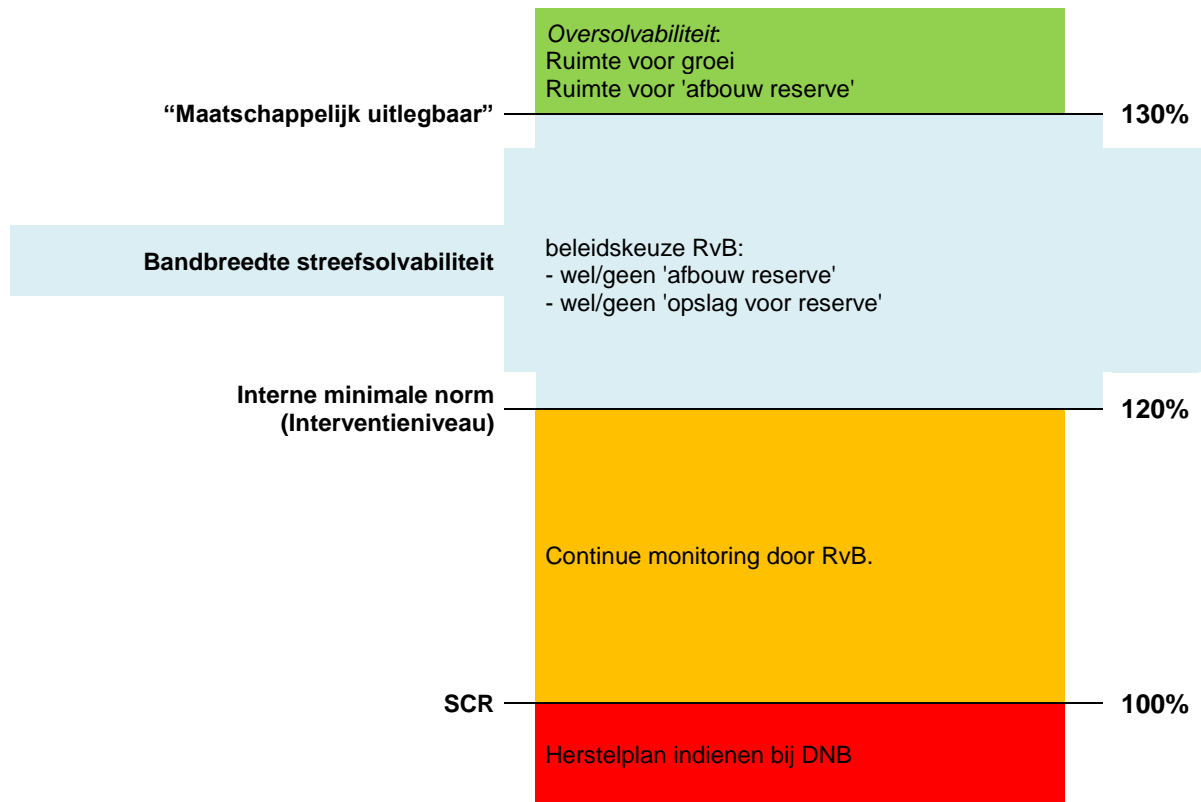 Oversolvabiliteit:
Ruimte voor groei
Ruimte voor 'afbouw reserve'
“Maatschappelijk uitlegbaar”
130%
Bandbreedte streefsolvabiliteit
beleidskeuze RvB:
- wel/geen 'afbouw reserve'
- wel/geen 'opslag voor reserve'
Interne minimale norm
(Interventieniveau)
120%
Continue monitoring door RvB.
SCR
100%
Herstelplan indienen bij DNB